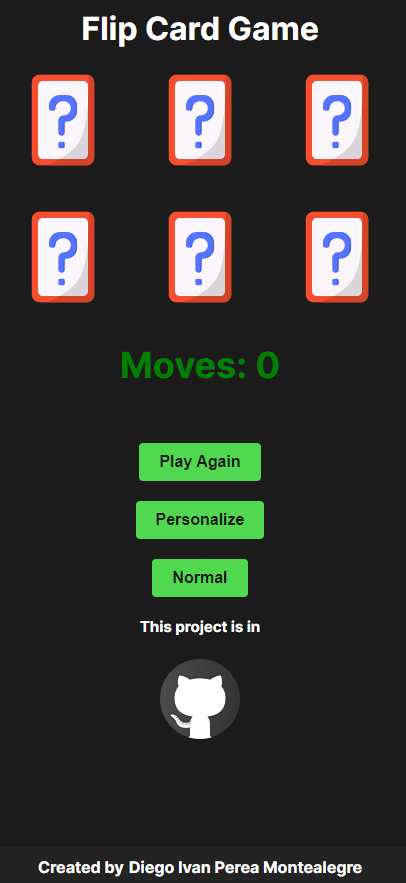 Flip Card Game
? ? ?
? ? ?
Moves: 0
Play Again
Personalize
Normal
This project is in
Created by Diego Ivan Perea Montealegre